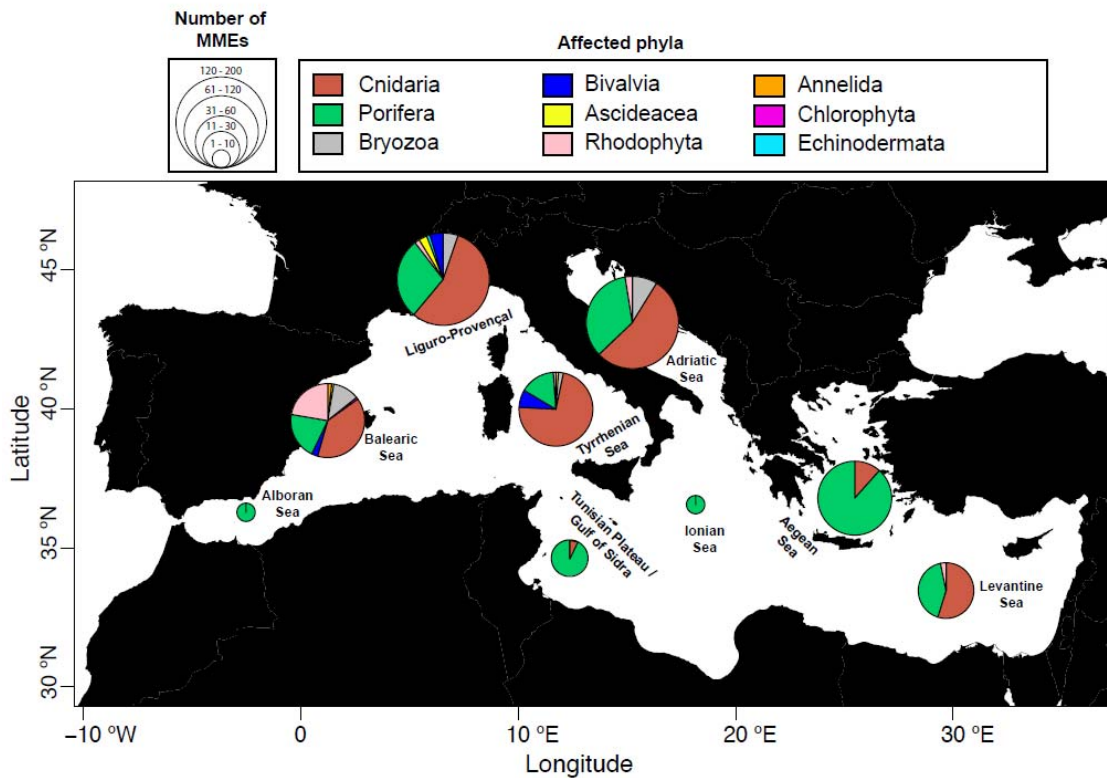 Number of
MMEs
120 - 200
61 - 120
31 - 60
11 - 30
1 - 10
Affected phyla
Cnidaria
Porifera
Bryozoa
Bivalvia
Ascideacea
Rhodophyta
Annelida
Chlorophyta
Echinodermata
45 °N
40 °N
35 °N
30 °N
Latitude
Liguro-Provençal
Adriatic
Sea
Balearic
Sea
Tyrrhenian
Sea
Alboran
Sea
Tunisian Plateau /
Gulf of Sidra
Ionian
Sea
Aegean
Sea
Levantine
Sea
−10 °W
0
10 °E
20 °E
30 °E
Longitude